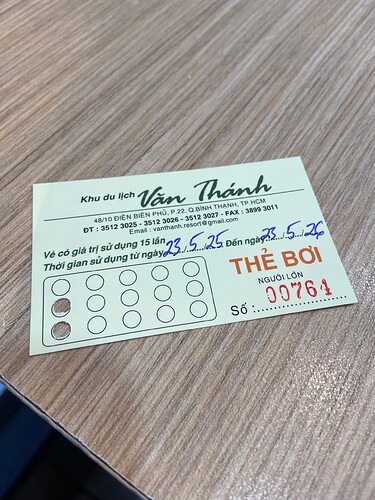 Khu du lịch Văn Thánh
48/10 ĐIỆN BIÊN PHỦ, P.22, Q.BÌNH THẠNH, TP.HCM
ĐT : 3512 3025 - 3512 3026 - 3512 3027 - FAX : 3899 3011
Email : vanthanh.resort@gmail.com
Vé có giá trị sử dụng 15 lần
Thời gian sử dụng từ ngày 23.5.25 Đến ngày 23.5.26
THẺ BƠI
NGƯỜI LỚN
Số : 00764